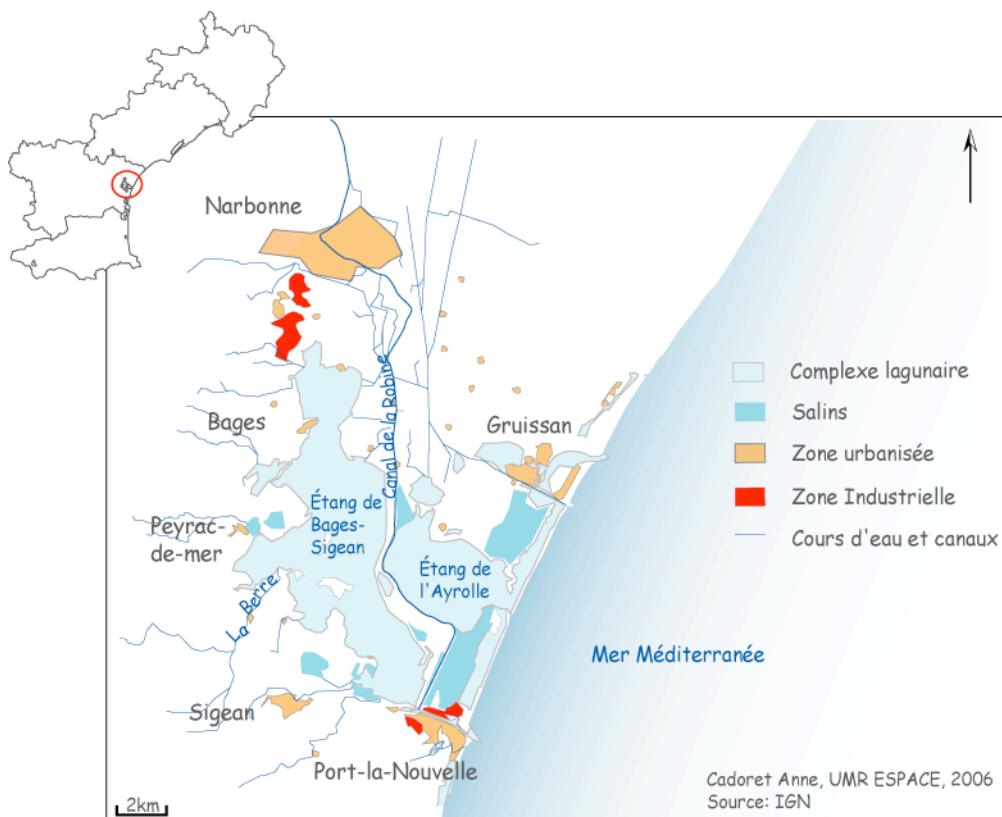 Narbonne
Canal de la Robine
Bages
Gruissan
Étang de
Bages-
Sigean
Peyrac-
de-mer
Étang de
l'Ayrolle
La Berre
Sigean
Port-la-Nouvelle
Mer Méditerranée
Complexe lagunaire
Salins
Zone urbanisée
Zone Industrielle
Cours d'eau et canaux
2km
Cadoret Anne, UMR ESPACE, 2006
Source: IGN